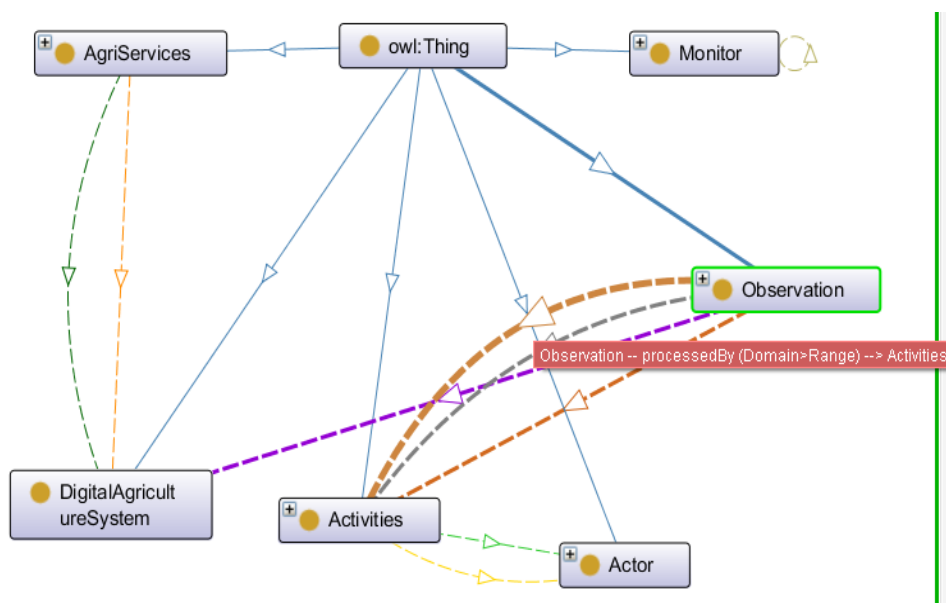 AgriServices
owl:Thing
Monitor
Observation
Observation -- processedBy (Domain>Range) --> Activities
DigitalAgricult
ureSystem
Activities
Actor